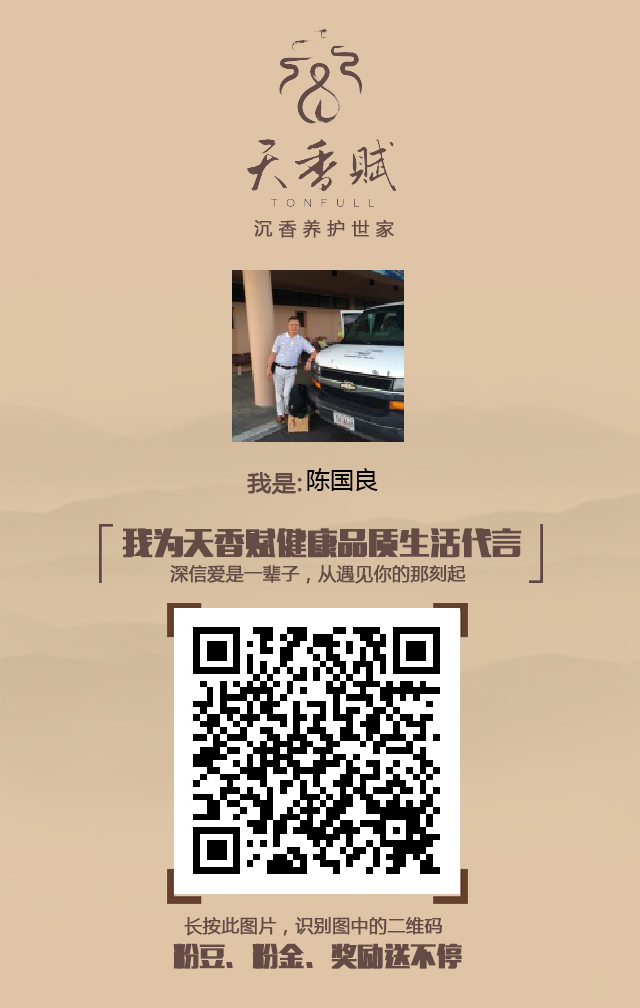 天香赋
TONFULL
沉香养护世家
我是:陈国良
我为天香赋健康品质生活代言
深信爱是一辈子，从遇见你的那刻起
长按此图片，识别图中的二维码
粉豆、粉金、奖励送不停